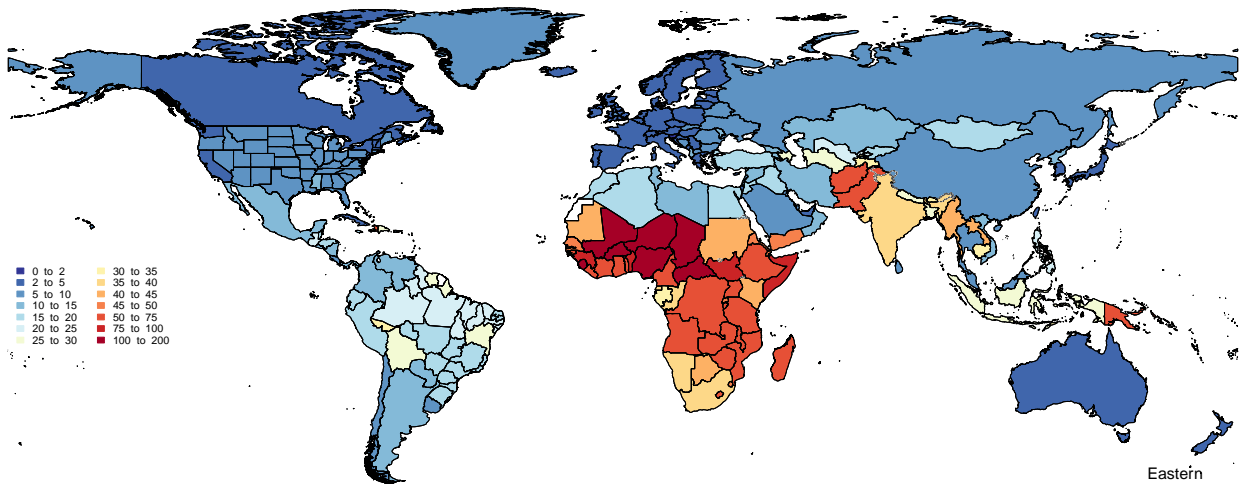 0 to 2
2 to 5
5 to 10
10 to 15
15 to 20
20 to 25
25 to 30
30 to 35
35 to 40
40 to 45
45 to 50
50 to 75
75 to 100
100 to 200
Eastern